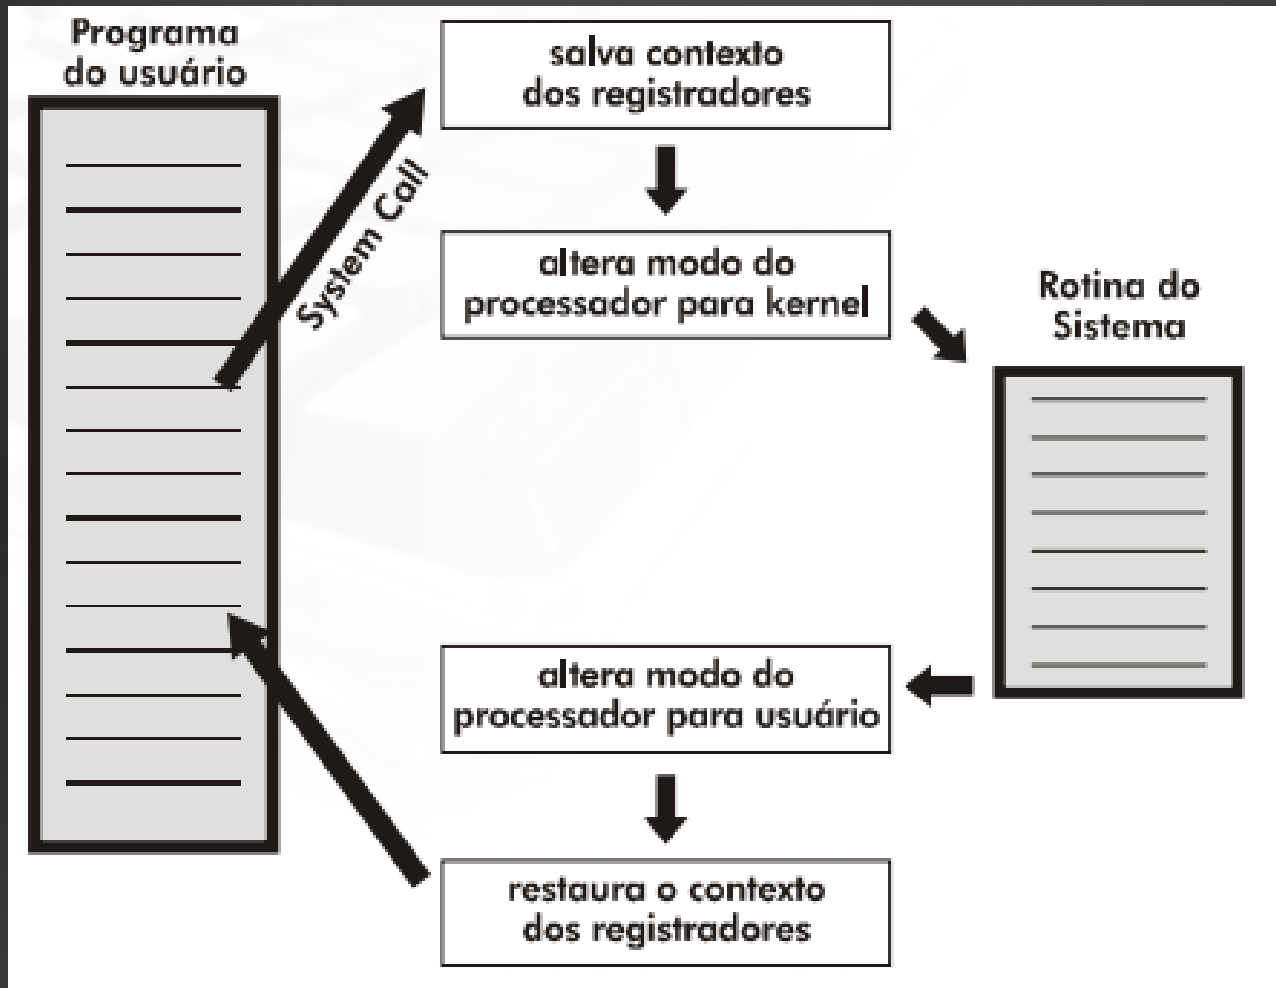 Programa
do usuário
System Call
salva contexto
dos registradores
altera modo do
processador para kernel
Rotina do
Sistema
altera modo do
processador para usuário
restaura o contexto
dos registradores